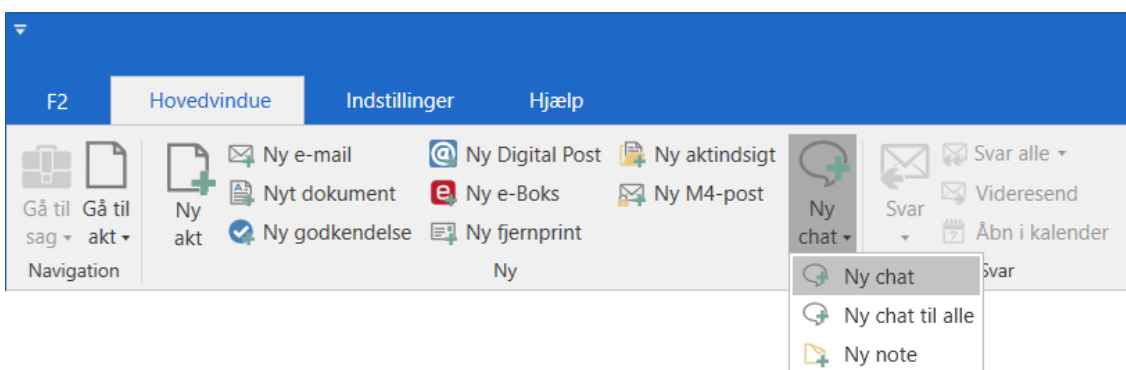 F2 Hovedvindue Indstillinger Hjælp
Ny e-mail Ny Digital Post Ny aktindsigt Svar alle
Gå til sag
Gå til akt
Ny akt
Nyt dokument Ny e-Boks Ny M4-post
Ny chat
Svar
Videresend
Ny godkendelse Ny fjernprint Åbn i kalender
Navigation Ny Svar
Ny chat
Ny chat til alle
Ny note